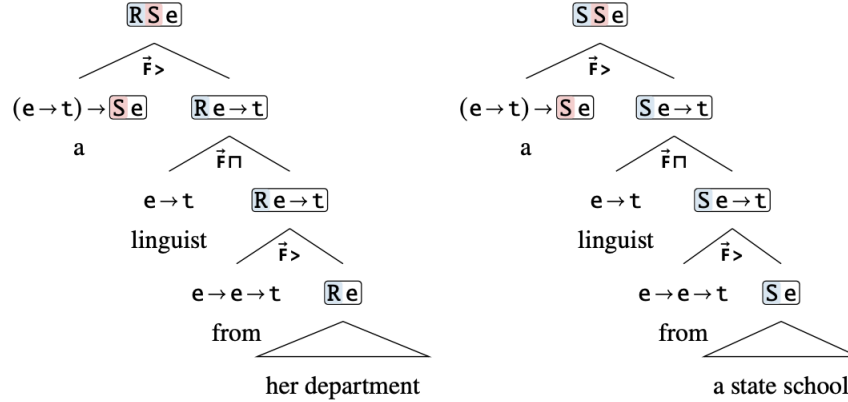 RSe SSe
F⃗> F⃗>
(e→t)→Se Re→t (e→t)→Se Se→t
a a
F⃗⊓ F⃗⊓
e→t Re→t e→t Se→t
linguist linguist
F⃗> F⃗>
e→e→t Re e→e→t Se
from from
her department a state school